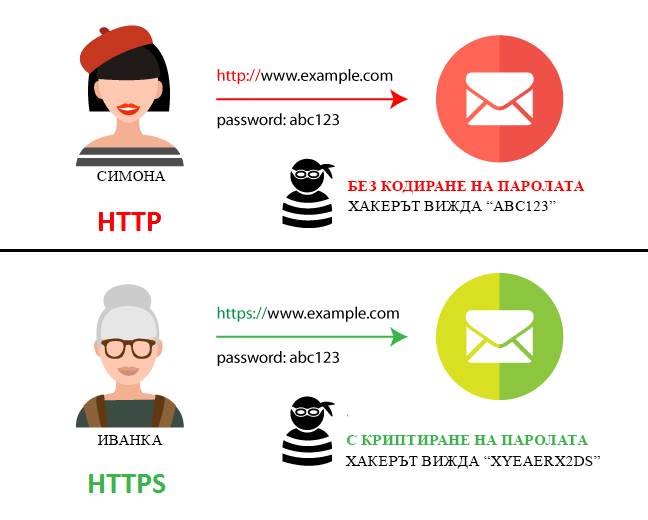 http://www.example.com
password: abc123
СИМОНА
HTTP
БЕЗ КОДИРАНЕ НА ПАРОЛАТА
ХАКЕРЪТ ВИЖДА “ABC123”
https://www.example.com
password: abc123
ИВАНКА
HTTPS
С КРИПТИРАНЕ НА ПАРОЛАТА
ХАКЕРЪТ ВИЖДА “XYEAERX2DS”